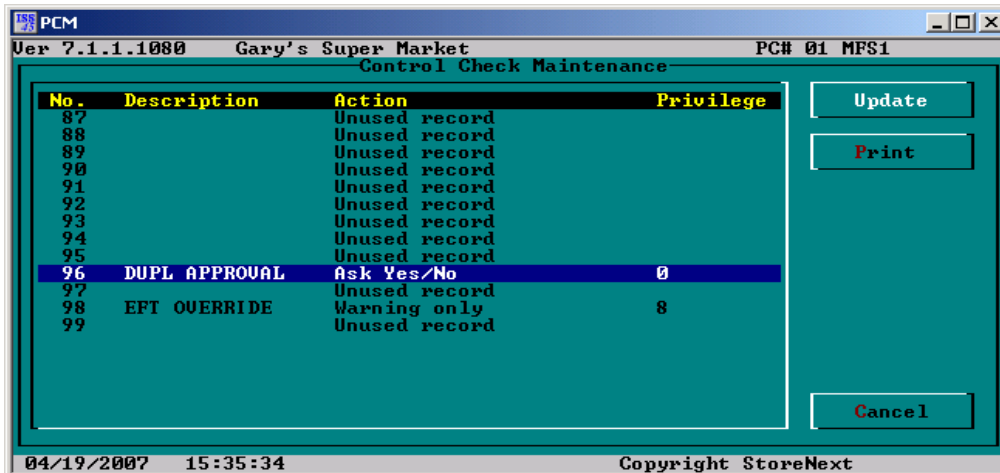 ISS 45 PCM
Ver 7.1.1.1080 Gary's Super Market PC# 01 MFS1
Control Check Maintenance
No. Description Action Privilege
87 Unused record
88 Unused record
89 Unused record
90 Unused record
91 Unused record
92 Unused record
93 Unused record
94 Unused record
95 Unused record
96 DUPL APPROVAL Ask Yes/No 0
97 Unused record
98 EFT OVERRIDE Warning only 8
99 Unused record
Update
Print
Cancel
04/19/2007 15:35:34 Copyright StoreNext